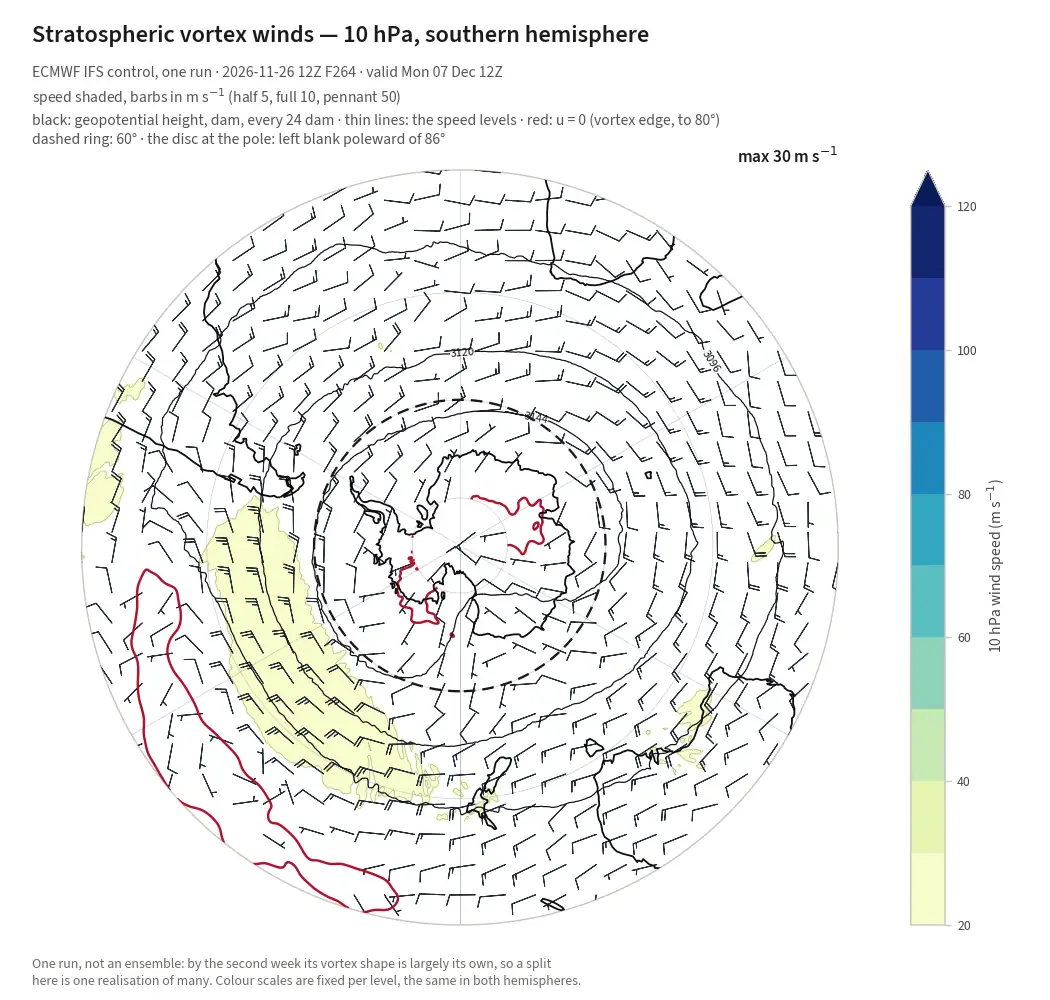 Stratospheric vortex winds — 10 hPa, southern hemisphere
ECMWF IFS control, one run · 2026-11-26 12Z F264 · valid Mon 07 Dec 12Z
speed shaded, barbs in m s⁻¹ (half 5, full 10, pennant 50)
black: geopotential height, dam, every 24 dam · thin lines: the speed levels · red: u = 0 (vortex edge, to 80°)
dashed ring: 60° · the disc at the pole: left blank poleward of 86°
max 30 m s⁻¹
120
100
80
60
40
20
10 hPa wind speed (m s⁻¹)
3120
3096
3144
One run, not an ensemble: by the second week its vortex shape is largely its own, so a split
here is one realisation of many. Colour scales are fixed per level, the same in both hemispheres.